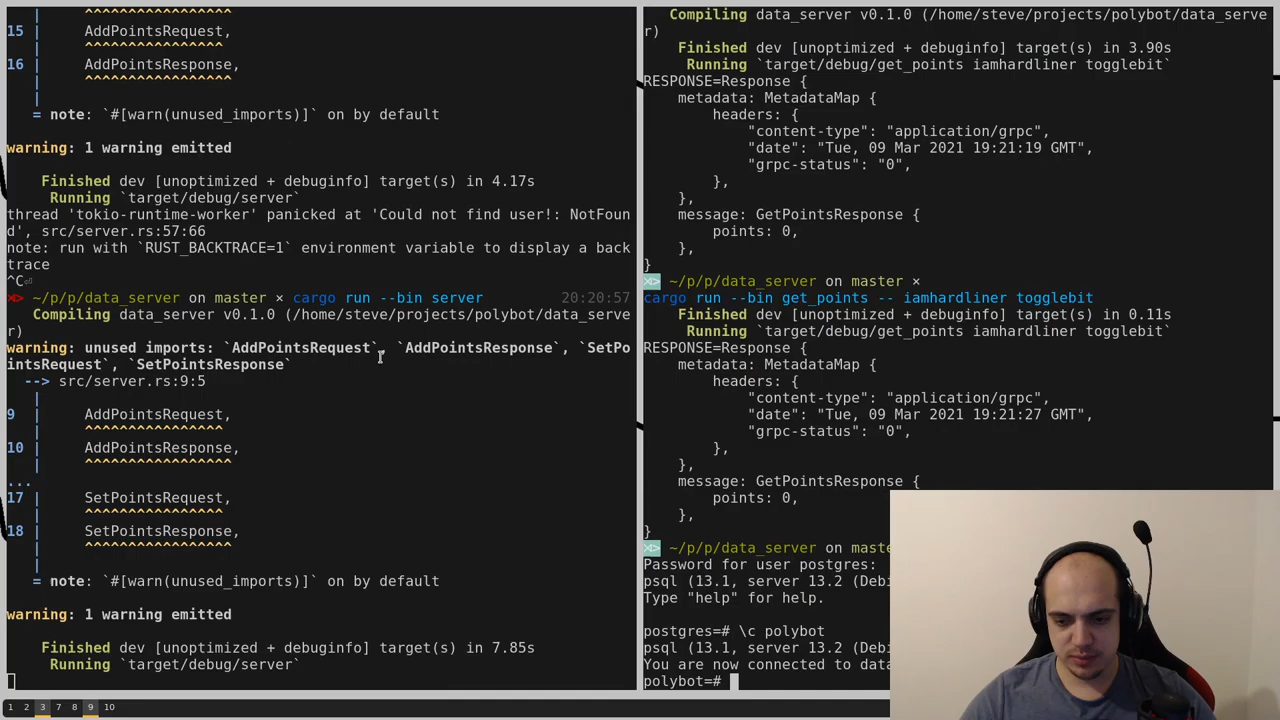 15 |     AddPointsRequest,
^^^^^^^^^^^^^^^^
16 |     AddPointsResponse,
^^^^^^^^^^^^^^^^^
|
= note: `#[warn(unused_imports)]` on by default
warning: 1 warning emitted
Finished dev [unoptimized + debuginfo] target(s) in 4.17s
Running `target/debug/server`
thread 'tokio-runtime-worker' panicked at 'Could not find user!: NotFoun
d', src/server.rs:57:66
note: run with `RUST_BACKTRACE=1` environment variable to display a back
trace
^C⏎
~/p/p/data_server on master × cargo run --bin server 20:20:57
Compiling data_server v0.1.0 (/home/steve/projects/polybot/data_serve
r)
warning: unused imports: `AddPointsRequest`, `AddPointsResponse`, `SetPo
intsRequest`, `SetPointsResponse`
--> src/server.rs:9:5
|
9 |     AddPointsRequest,
| ^^^^^^^^^^^^^^^^
10 |     AddPointsResponse,
| ^^^^^^^^^^^^^^^^^
...
17 |     SetPointsRequest,
| ^^^^^^^^^^^^^^^^
18 |     SetPointsResponse,
| ^^^^^^^^^^^^^^^^^
|
= note: `#[warn(unused_imports)]` on by default
warning: 1 warning emitted
Finished dev [unoptimized + debuginfo] target(s) in 7.85s
Running `target/debug/server`
Compiling data_server v0.1.0 (/home/steve/projects/polybot/data_serve
r)
Finished dev [unoptimized + debuginfo] target(s) in 3.90s
Running `target/debug/get_points iamhardliner togglebit`
RESPONSE=Response {
metadata: MetadataMap {
headers: {
"content-type": "application/grpc",
"date": "Tue, 09 Mar 2021 19:21:19 GMT",
"grpc-status": "0",
},
},
message: GetPointsResponse {
points: 0,
},
}
~/p/p/data_server on master ×
cargo run --bin get_points -- iamhardliner togglebit
Finished dev [unoptimized + debuginfo] target(s) in 0.11s
Running `target/debug/get_points iamhardliner togglebit`
RESPONSE=Response {
metadata: MetadataMap {
headers: {
"content-type": "application/grpc",
"date": "Tue, 09 Mar 2021 19:21:27 GMT",
"grpc-status": "0",
},
},
message: GetPointsResponse {
points: 0,
},
}
~/p/p/data_server on maste
Password for user postgres:
psql (13.1, server 13.2 (Debi
Type "help" for help.
postgres=# \c polybot
psql (13.1, server 13.2 (Debi
You are now connected to data
polybot=#
1 2 3 7 8 9 10